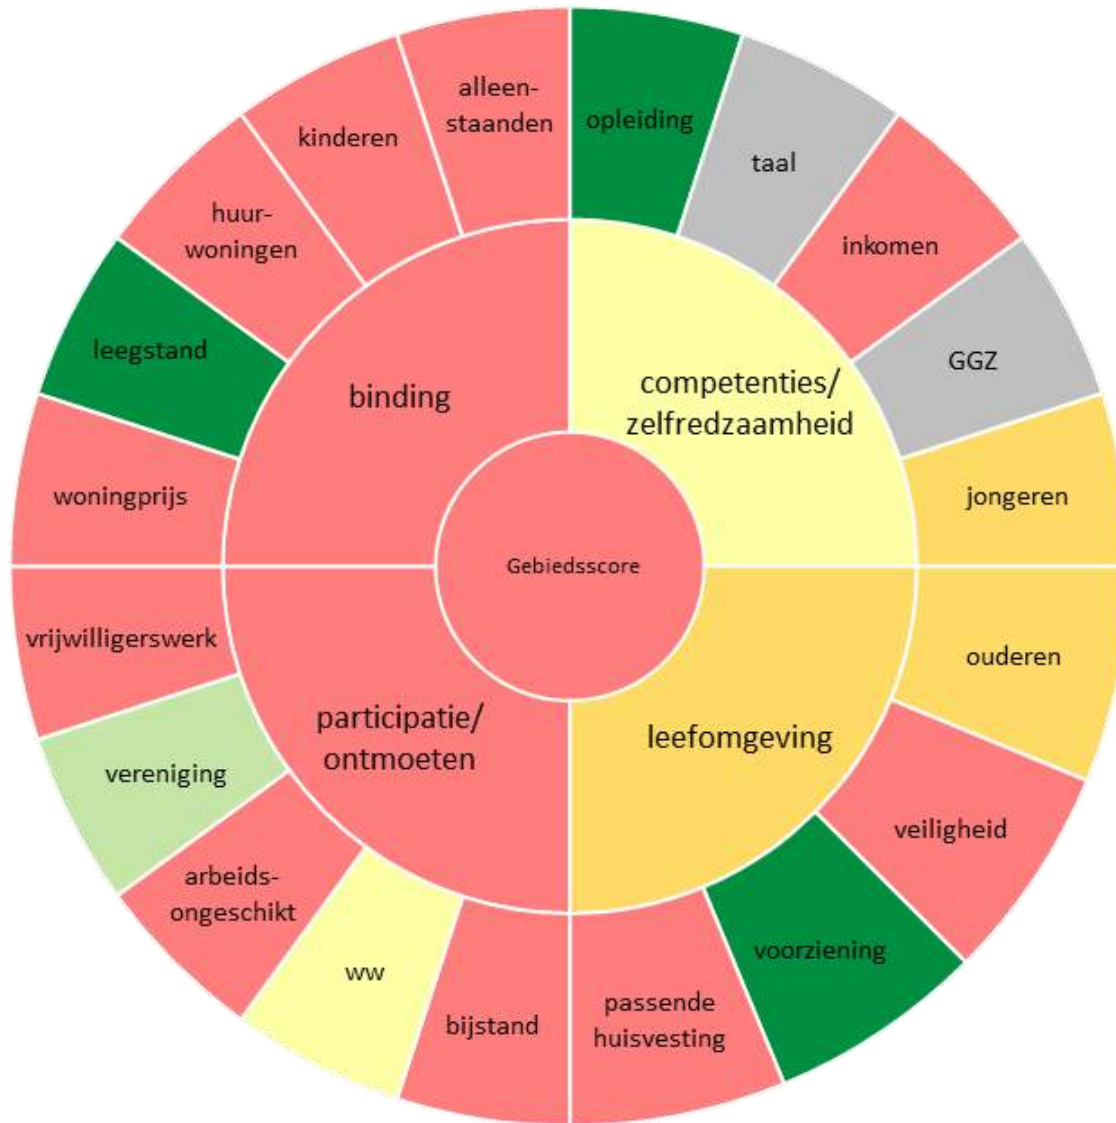 alleen-
staanden
opleiding
kinderen
taal
huur-
woningen
inkomen
leegstand
GGZ
binding
competenties/
zelfredzaamheid
woningprijs
jongeren
Gebiedsscore
vrijwilligerswerk
ouderen
participatie/
ontmoeten
leefomgeving
vereniging
veiligheid
arbeids-
ongeschikt
voorziening
ww
bijstand
passende
huisvesting